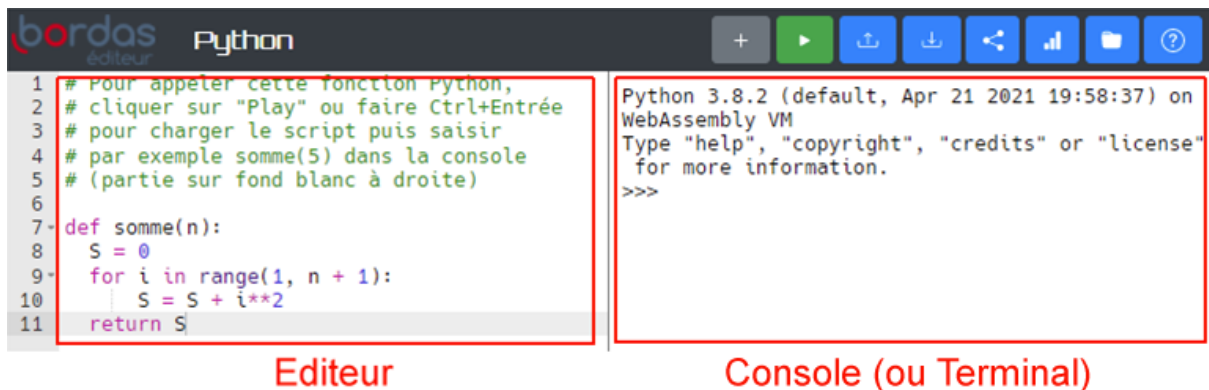 bordas
éditeur
Python
1 # Pour appeler cette fonction Python,
2 # cliquer sur "Play" ou faire Ctrl+Entrée
3 # pour charger le script puis saisir
4 # par exemple somme(5) dans la console
5 # (partie sur fond blanc à droite)
6
7 def somme(n):
8 S = 0
9 for i in range(1, n + 1):
10 S = S + i**2
11 return S
Editeur
Python 3.8.2 (default, Apr 21 2021 19:58:37) on
WebAssembly VM
Type "help", "copyright", "credits" or "license"
for more information.
>>>
Console (ou Terminal)